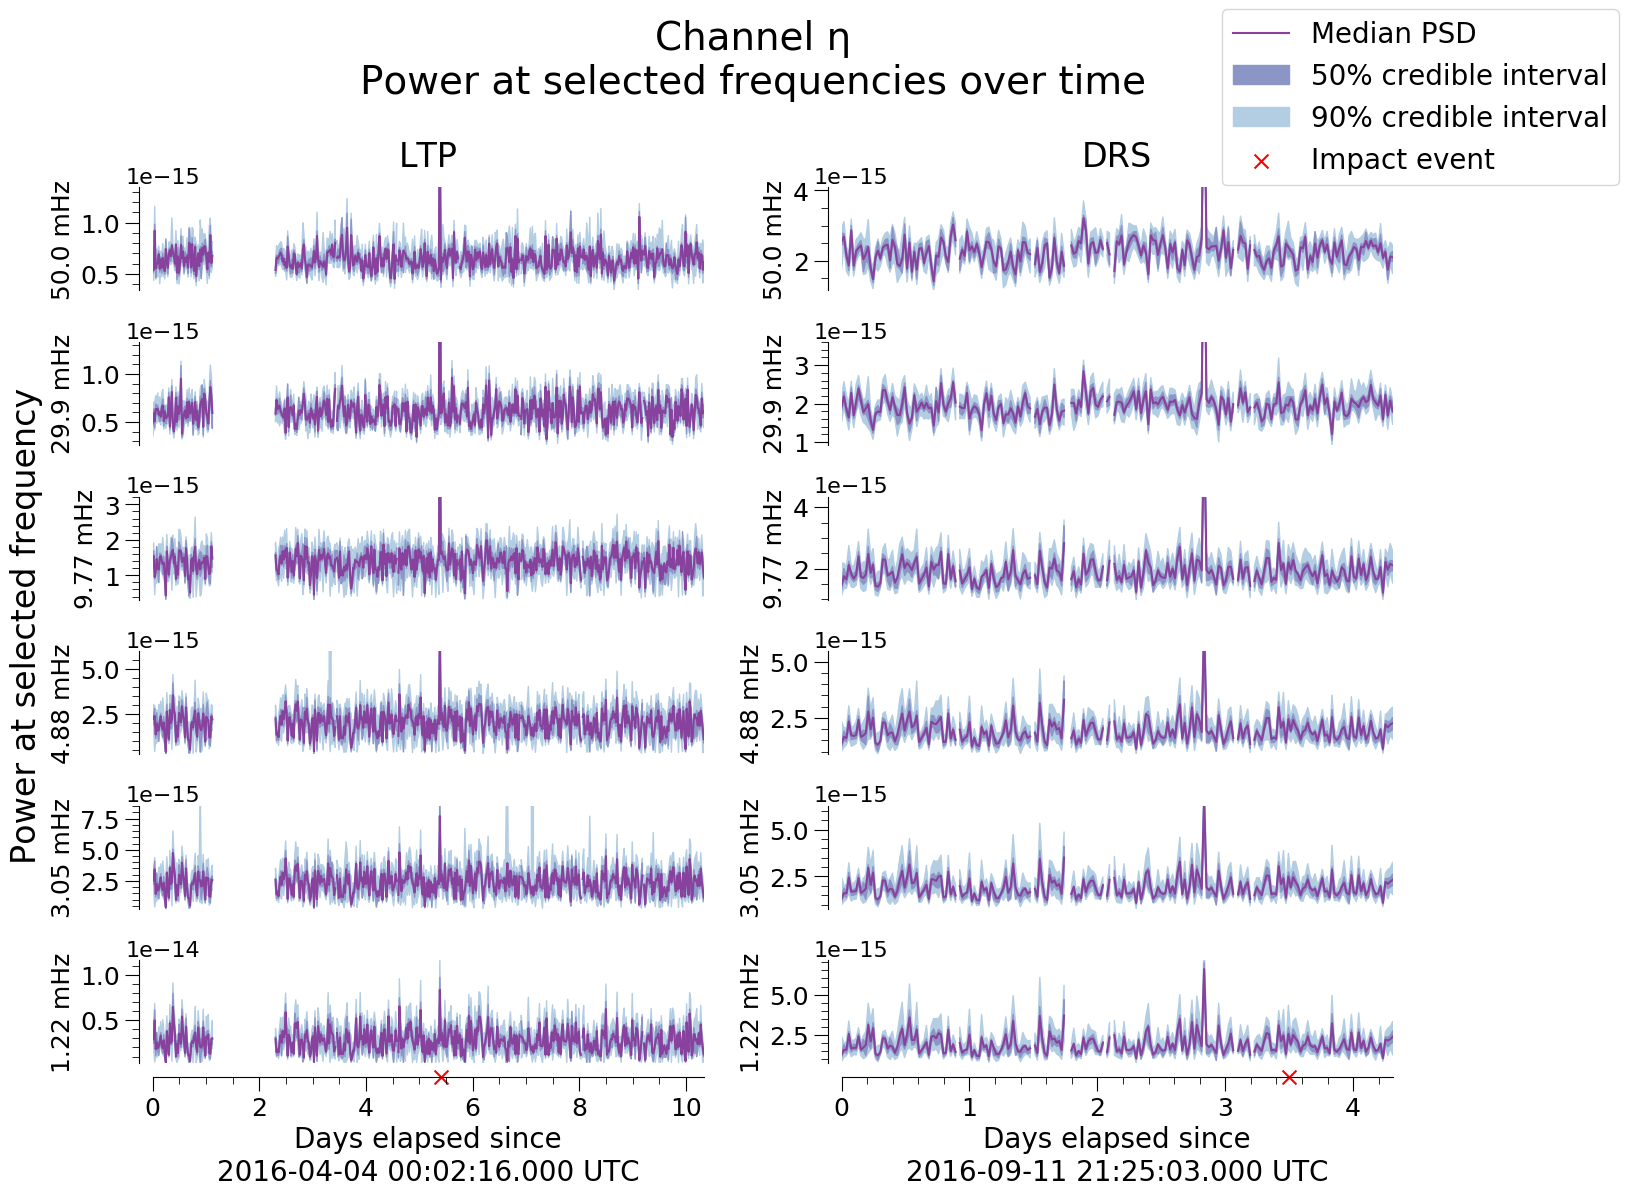 Channel η
Power at selected frequencies over time
Median PSD
50% credible interval
90% credible interval
Impact event
LTP
DRS
Power at selected frequency
1e−15
50.0 mHz
1.0
0.5
1e−15
50.0 mHz
4
2
1e−15
29.9 mHz
1.0
0.5
1e−15
29.9 mHz
3
2
1
1e−15
9.77 mHz
3
2
1
1e−15
9.77 mHz
4
2
1e−15
4.88 mHz
5.0
2.5
1e−15
4.88 mHz
5.0
2.5
1e−15
3.05 mHz
7.5
5.0
2.5
1e−15
3.05 mHz
5.0
2.5
1e−14
1.22 mHz
1.0
0.5
1e−15
1.22 mHz
5.0
2.5
0 2 4 6 8 10
0 1 2 3 4
Days elapsed since
2016-04-04 00:02:16.000 UTC
Days elapsed since
2016-09-11 21:25:03.000 UTC